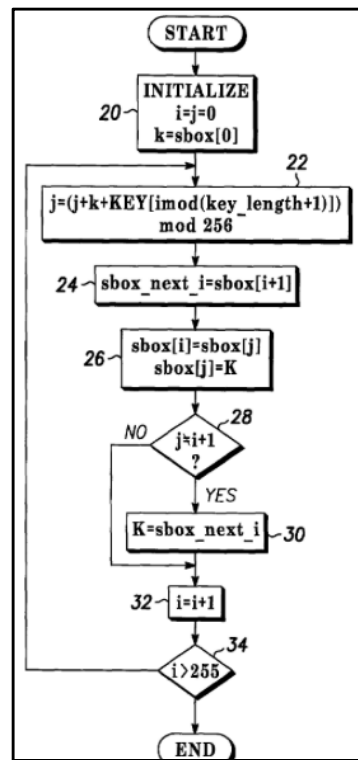 START
20
INITIALIZE
i=j=0
k=sbox[0]
22
j=(j+k+KEY[imod(key_length+1)])
mod 256
24
sbox_next_i=sbox[i+1]
26
sbox[i]=sbox[j]
sbox[j]=K
28
NO
j≒i+1
?
YES
K=sbox_next_i
30
32
i=i+1
34
i>255
END